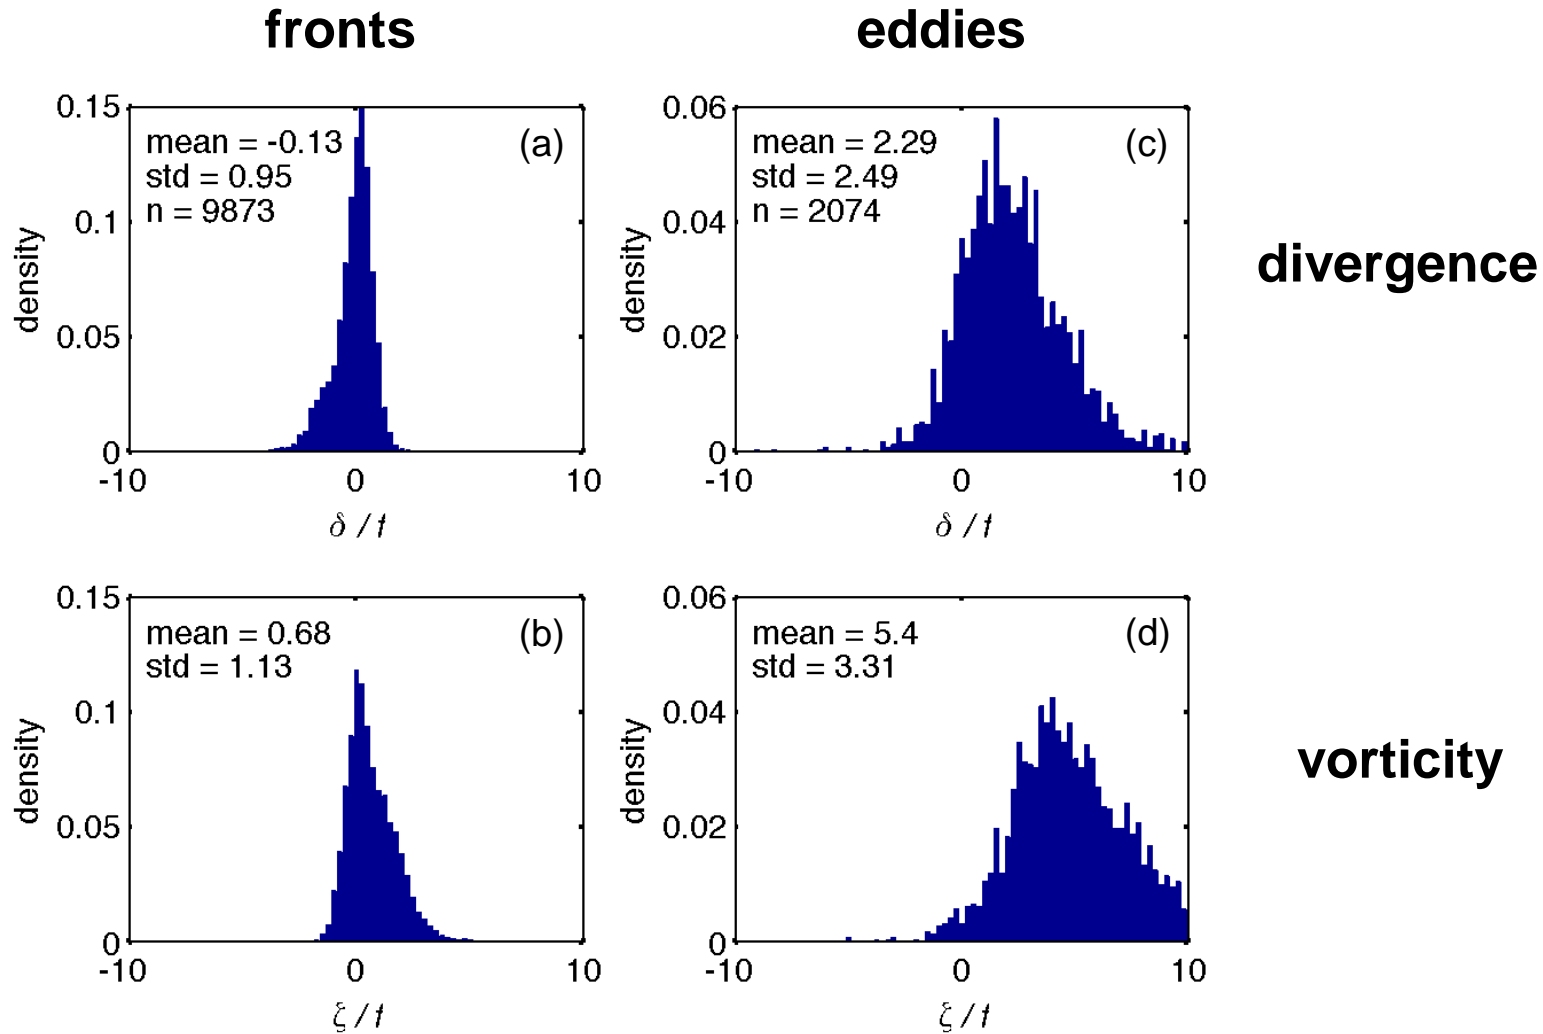 fronts
eddies
0.15
0.1
0.05
0
density
mean = -0.13
std = 0.95
n = 9873
(a)
-10 0 10
δ / f
0.06
0.04
0.02
0
density
mean = 2.29
std = 2.49
n = 2074
(c)
-10 0 10
δ / f
divergence
0.15
0.1
0.05
0
density
mean = 0.68
std = 1.13
(b)
-10 0 10
ζ / f
0.06
0.04
0.02
0
density
mean = 5.4
std = 3.31
(d)
-10 0 10
ζ / f
vorticity